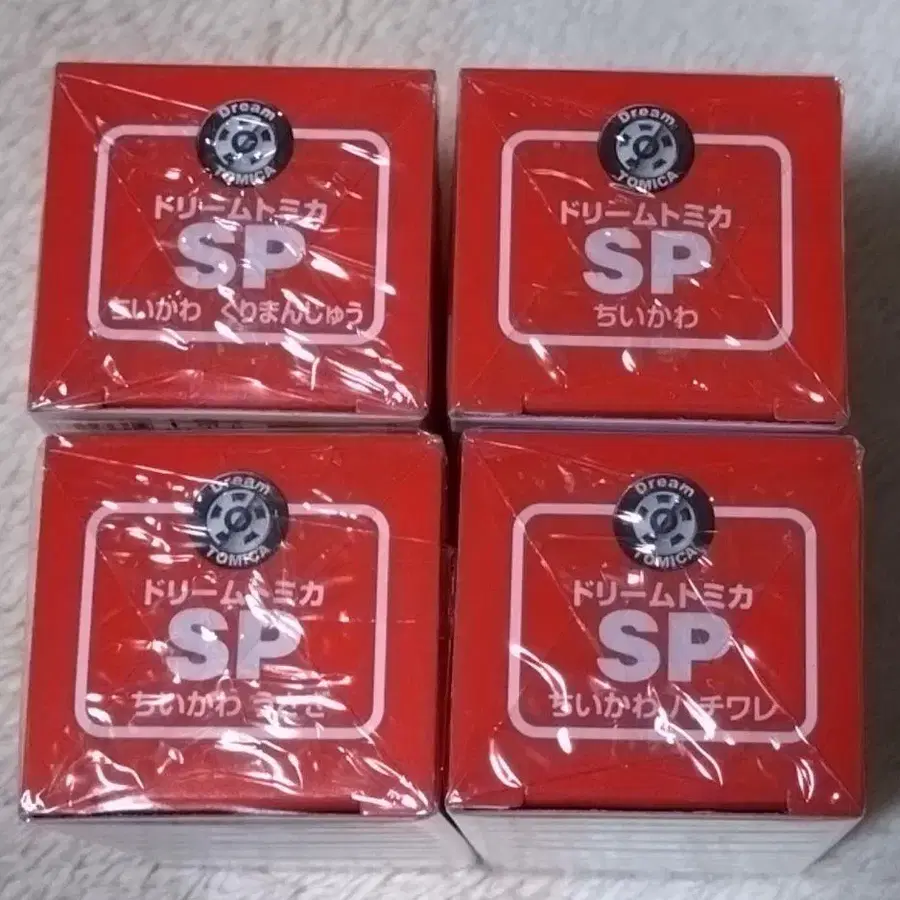 Dream
TOMICA
ドリームトミカ
SP
ちいかわ くりまんじゅう
Dream
TOMICA
ドリームトミカ
SP
ちいかわ
Dream
TOMICA
ドリームトミカ
SP
ちいかわ うさぎ
Dream
TOMICA
ドリームトミカ
SP
ちいかわ ハチワレ